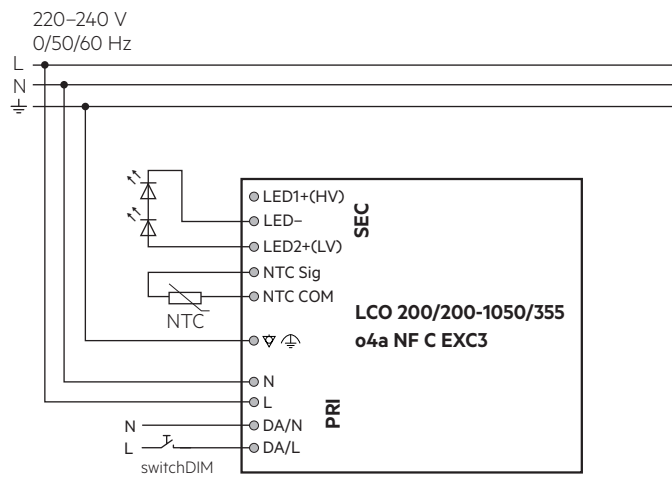 220–240 V
0/50/60 Hz
L
N
LED1+(HV)
LED–
LED2+(LV)
SEC
NTC Sig
NTC COM
NTC
LCO 200/200-1050/355
o4a NF C EXC3
N
L
PRI
N
DA/N
L
DA/L
switchDIM